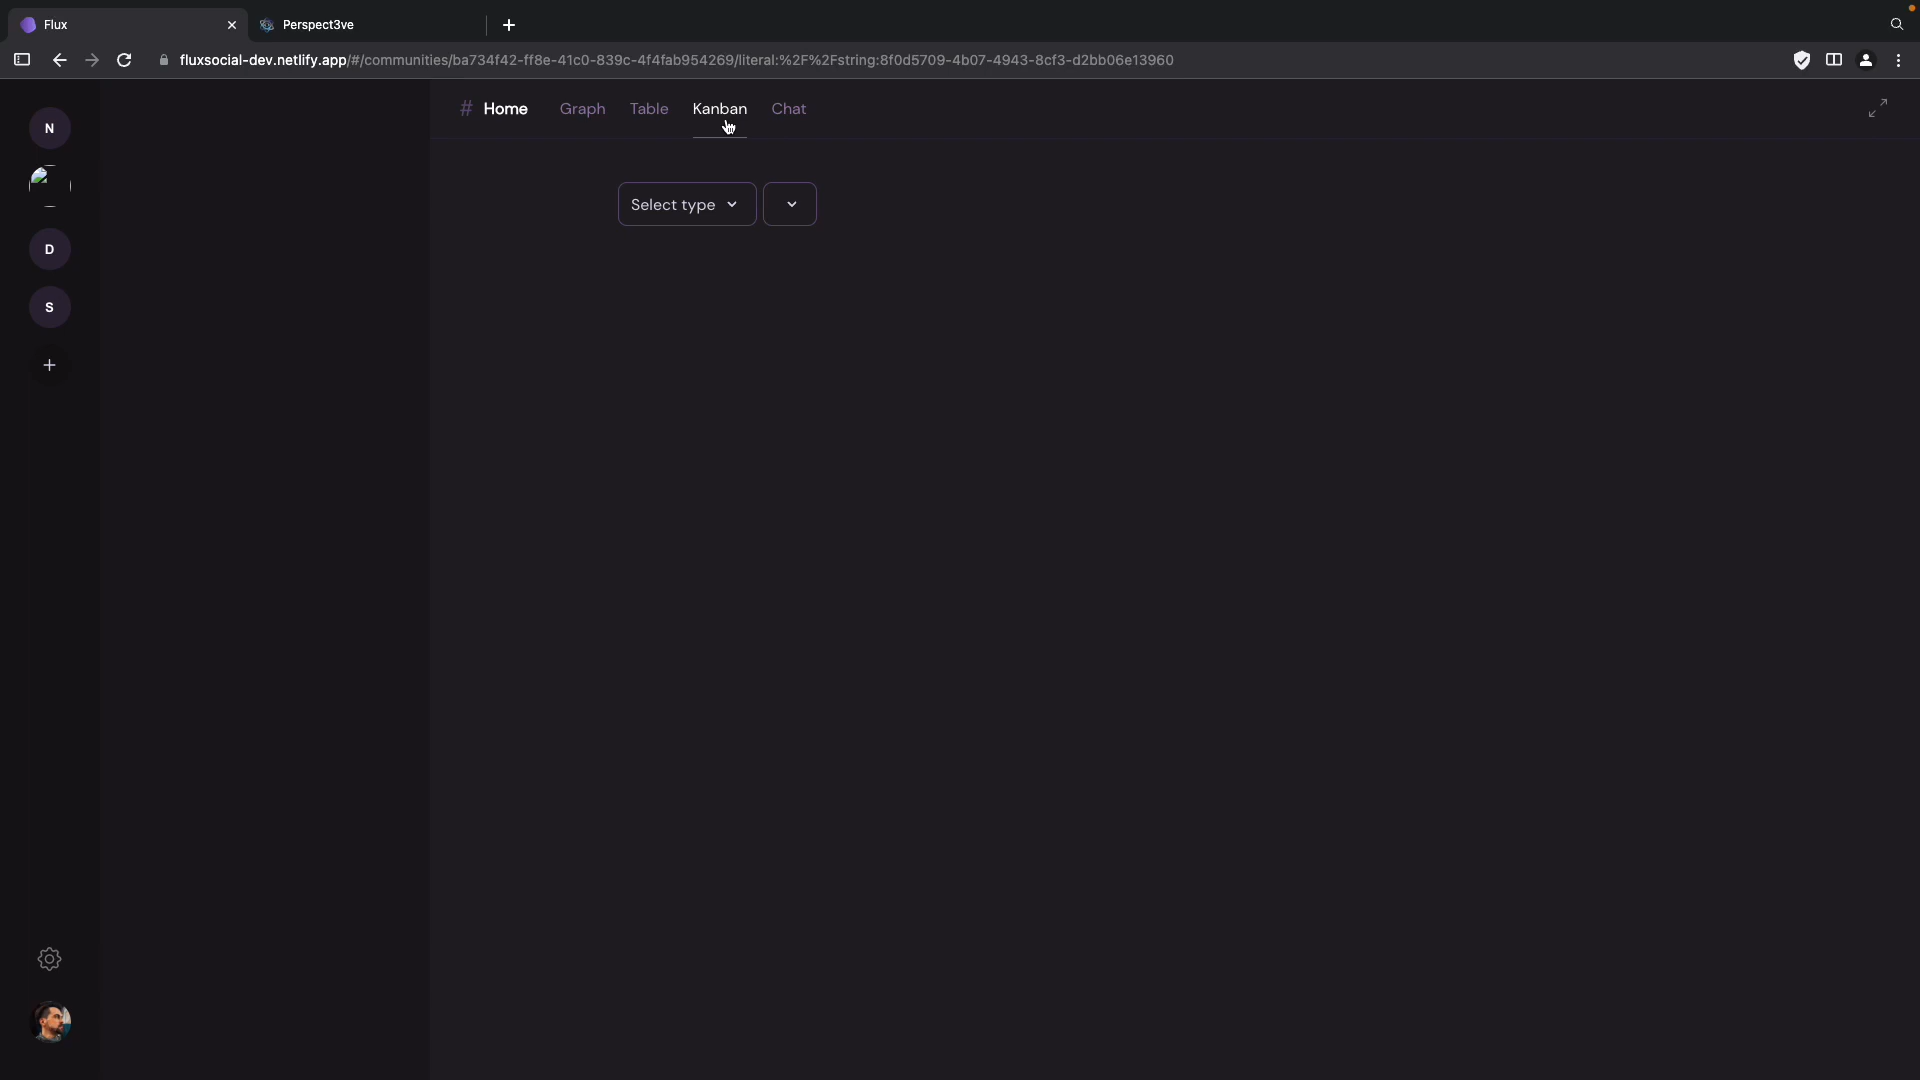 Flux
Perspect3ve
fluxsocial-dev.netlify.app/#/communities/ba734f42-ff8e-41c0-839c-4f4fab954269/literal:%2F%2Fstring:8f0d5709-4b07-4943-8cf3-d2bb06e13960
N
# Home Graph Table Kanban Chat
Select type
D
S